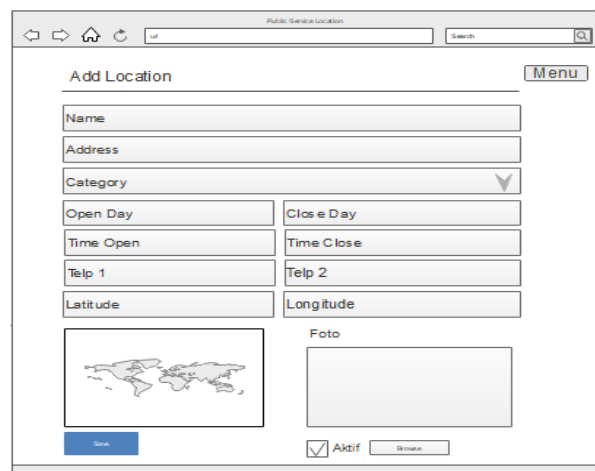 Public Service Location
url
Search
Add Location
Menu
Name
Address
Category
Open Day
Close Day
Time Open
Time Close
Telp 1
Telp 2
Latitude
Longitude
Foto
Save
Aktif
Browse